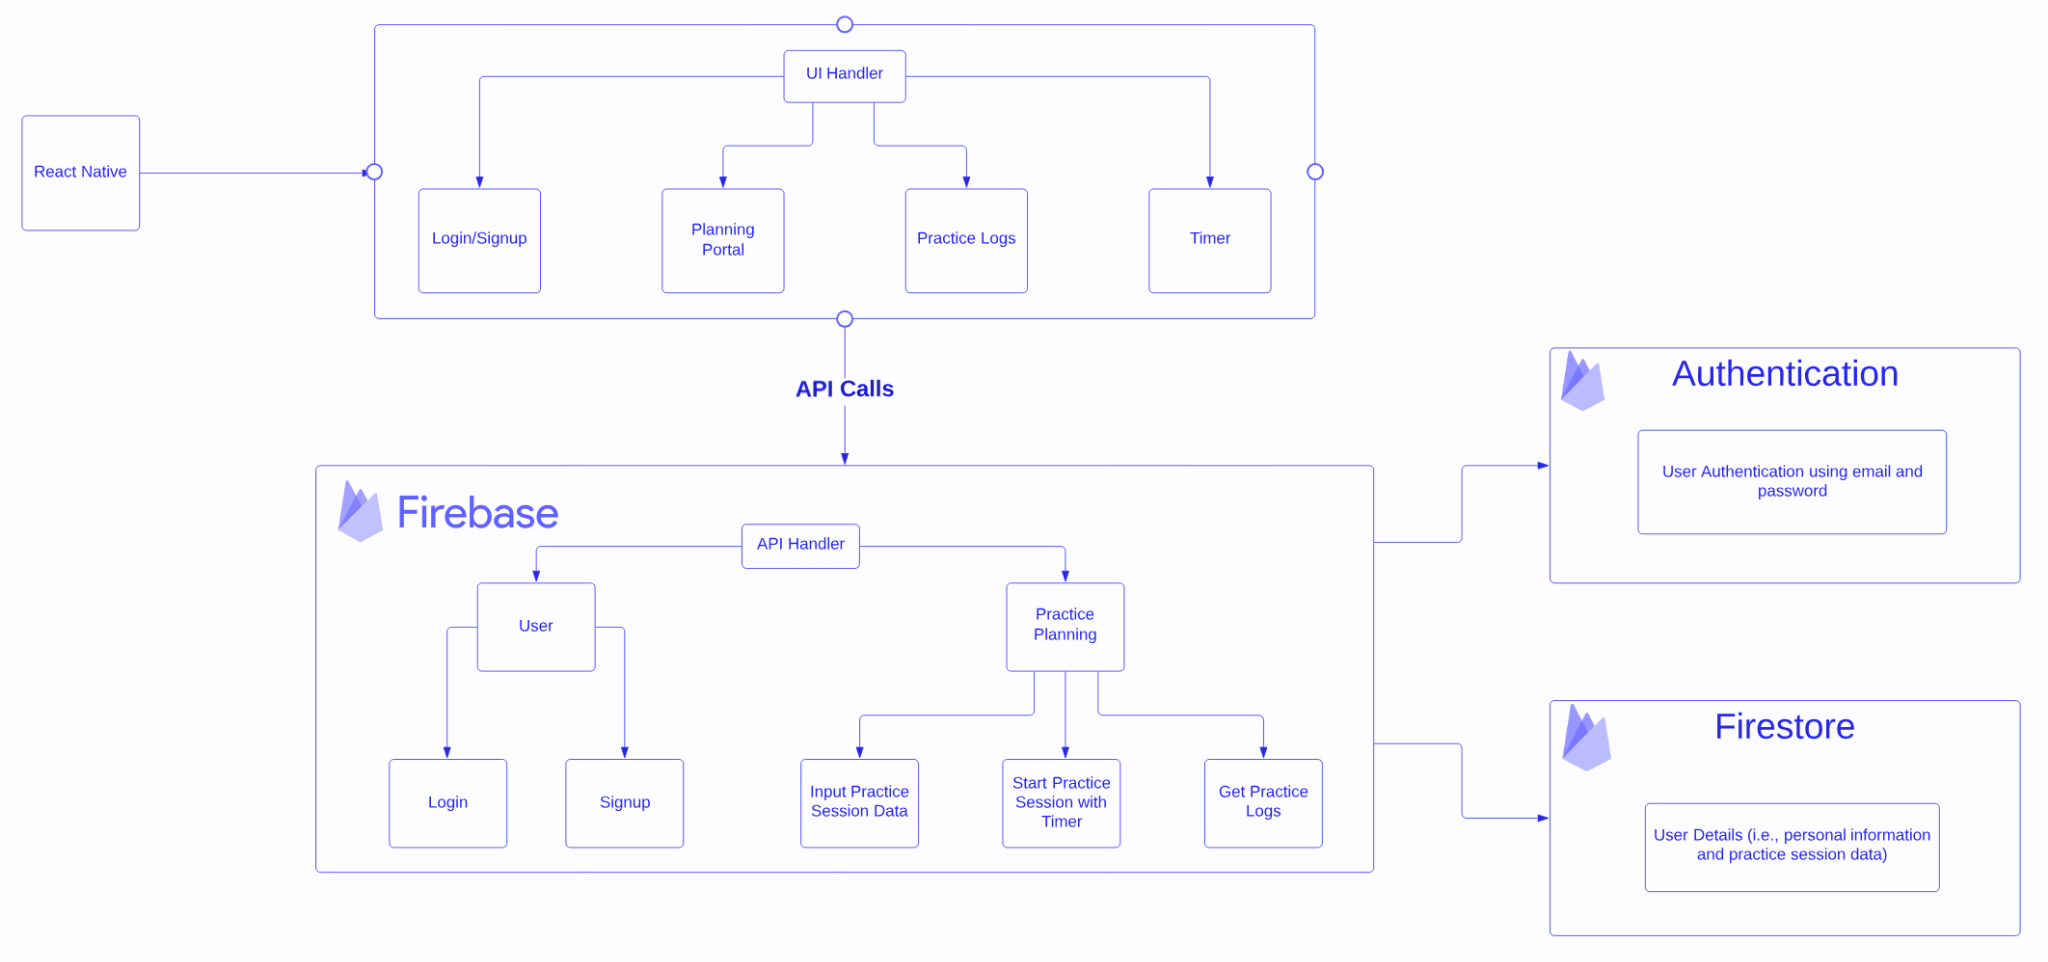 UI Handler
React Native
Login/Signup
Planning
Portal
Practice Logs
Timer
API Calls
Authentication
User Authentication using email and
password
Firebase
API Handler
User
Practice
Planning
Login
Signup
Input Practice
Session Data
Start Practice
Session with
Timer
Get Practice
Logs
Firestore
User Details (i.e., personal information
and practice session data)